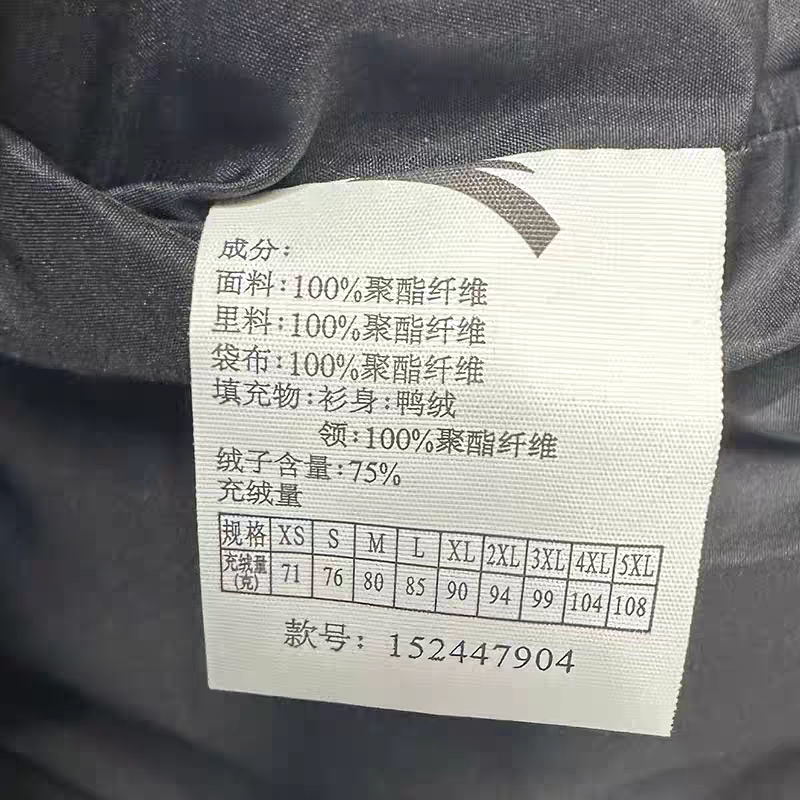 成分:
面料:100%聚酯纤维
里料:100%聚酯纤维
袋布:100%聚酯纤维
填充物:衫身:鸭绒
领:100%聚酯纤维
绒子含量:75%
充绒量
规格 XS S M L XL 2XL 3XL 4XL 5XL
充绒量(克) 71 76 80 85 90 94 99 104 108
款号: 152447904